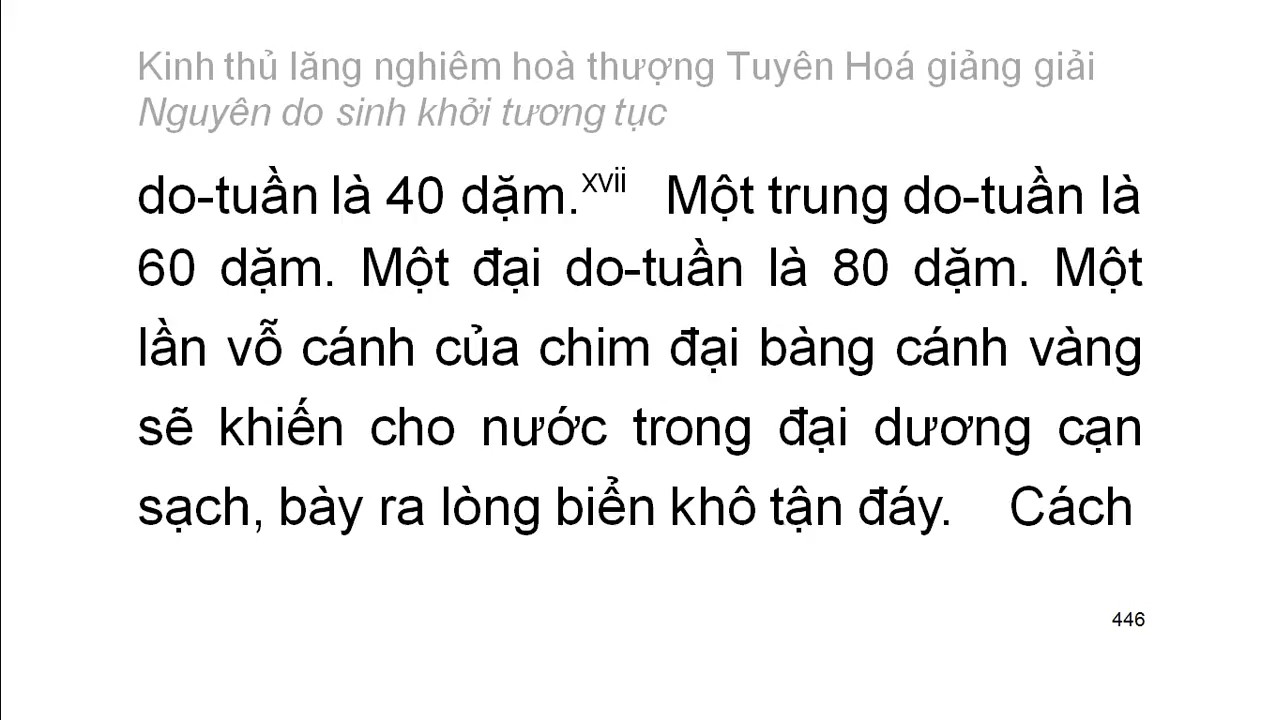 Kinh thủ lăng nghiêm hoà thượng Tuyên Hoá giảng giải
Nguyên do sinh khởi tương tục
do-tuần là 40 dặm.xvii Một trung do-tuần là
60 dặm. Một đại do-tuần là 80 dặm. Một
lần vỗ cánh của chim đại bàng cánh vàng
sẽ khiến cho nước trong đại dương cạn
sạch, bày ra lòng biển khô tận đáy. Cách
446